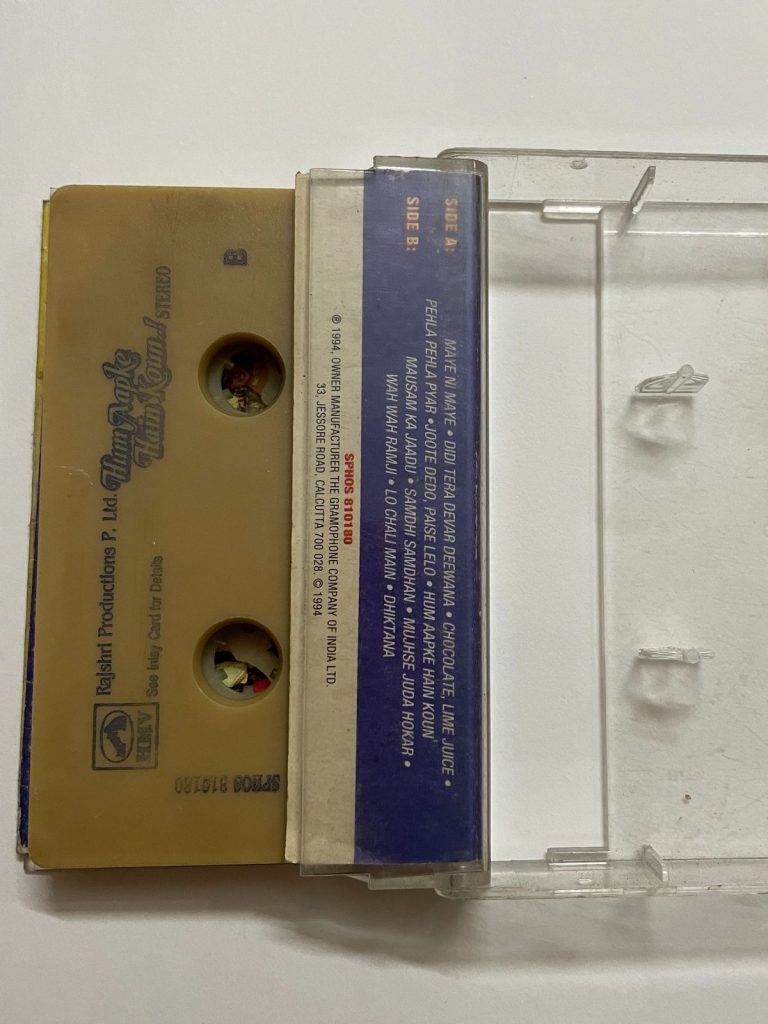 B
Hum Aapke
Hain Koun..!
STEREO
Rajshri Productions P. Ltd.
See Inlay Card for Details
HMV
SPHOS 810180
SIDE A: MAYE NI MAYE • DIDI TERA DEVAR DEEWANA • CHOCOLATE, LIME JUICE •
PEHLA PEHLA PYAR • JOOTE DEDO, PAISE LELO • HUM AAPKE HAIN KOUN
SIDE B: MAUSAM KA JAADU • SAMDHI SAMDHAN • MUJHSE JUDA HOKAR •
WAH WAH RAMJI • LO CHALI MAIN • DHIKTANA
SPHOS 810180
℗ 1994, OWNER MANUFACTURER THE GRAMOPHONE COMPANY OF INDIA LTD.
33, JESSORE ROAD, CALCUTTA 700 028. © 1994